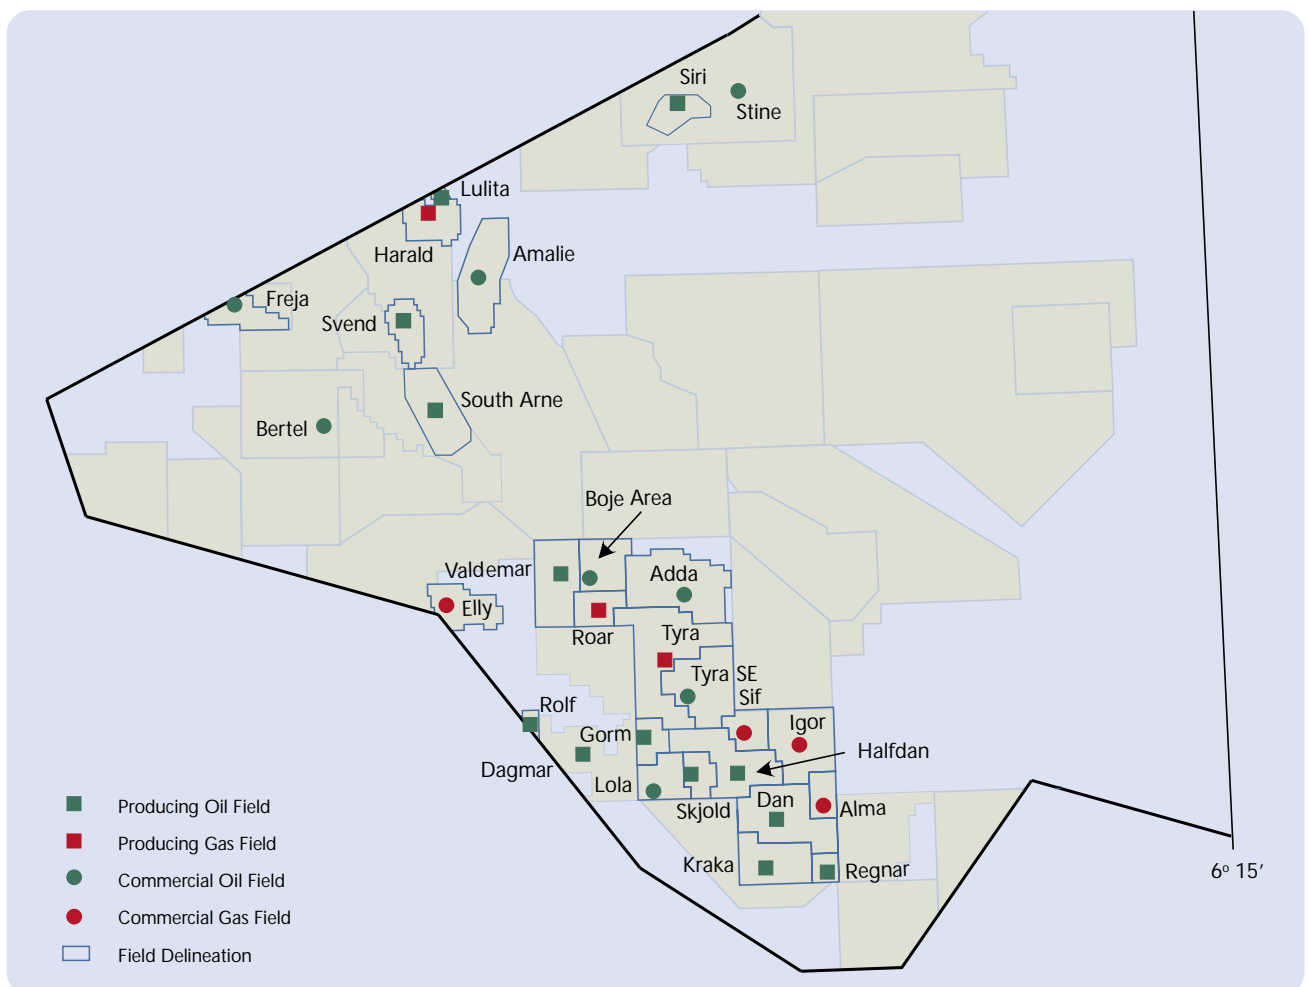 Siri
Stine
Lulita
Harald
Amalie
Freja
Svend
South Arne
Bertel
Boje Area
Valdemar
Adda
Elly
Roar
Tyra
Tyra SE
Sif
Rolf
Igor
Gorm
Halfdan
Dagmar
Lola
Skjold
Dan
Alma
Kraka
Regnar
6º 15′
Producing Oil Field
Producing Gas Field
Commercial Oil Field
Commercial Gas Field
Field Delineation